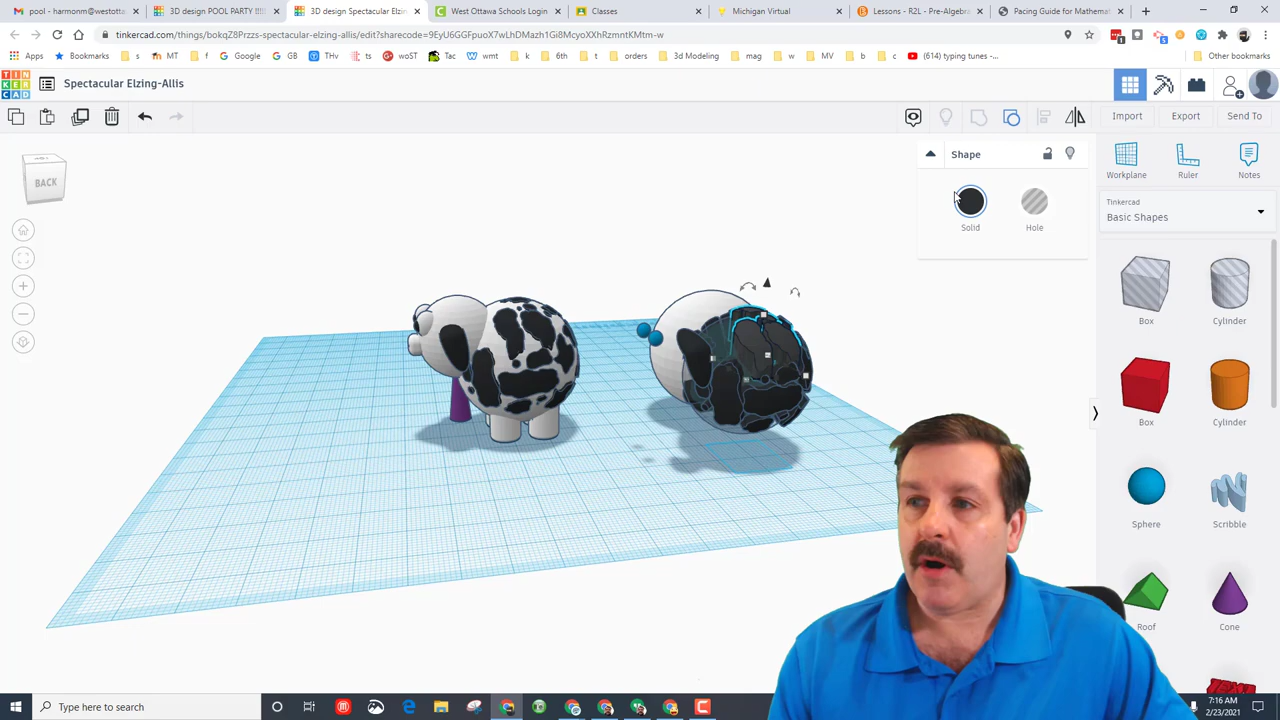 pool - harmonm@westotta
3D design POOL PARTY !!!!!
3D design Spectacular Elzing-
West Ottawa Schools Login |
Classes
Michigan Virtual
Lessons - R2L - Pre-Algebra
Pacing Guide for Mathemat
tinkercad.com/things/bokqZ8Przzs-spectacular-elzing-allis/edit?sharecode=9EyU6GGFpuoX7wLhDMazh1Gi8McyoXXhRzmntKMtm-w
Apps Bookmarks s MT f Google GB THv woST Tac wmt k 6th t orders 3d Modeling mag w MV b c (614) typing tunes -... Other bookmarks
TIN
KER
CAD
Spectacular Elzing-Allis
Import Export Send To
BACK
Shape
Solid Hole
Workplane Ruler Notes
Tinkercad
Basic Shapes
Box Cylinder
Box Cylinder
Sphere Scribble
Roof Cone
Type here to search
7:16 AM
2/23/2021